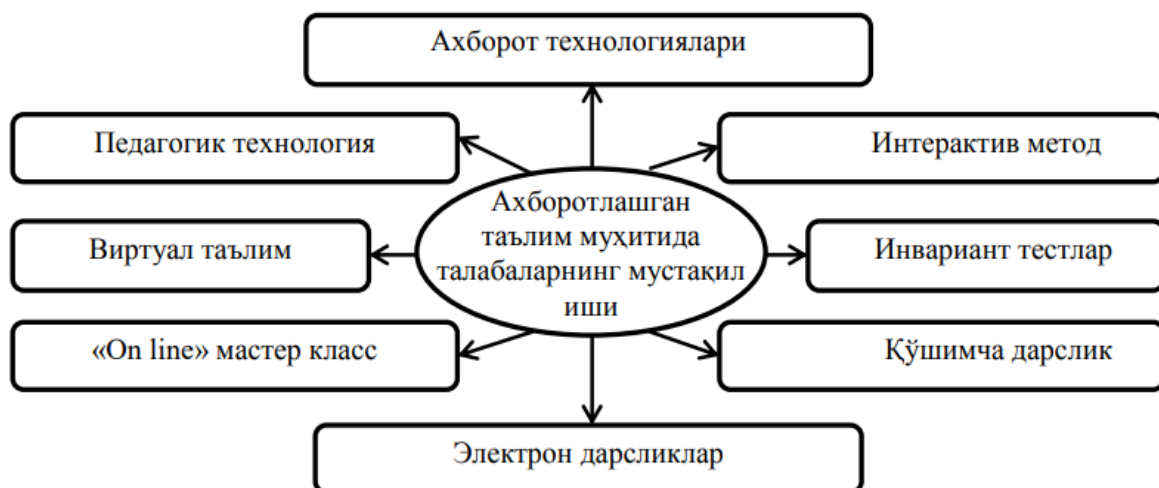 Ахборот технологиялари
Педагогик технология
Интерактив метод
Ахборотлашган
таълим муҳитида
талабаларнинг мустақил
иши
Виртуал таълим
Инвариант тестлар
«On line» мастер класс
Қўшимча дарслик
Электрон дарсликлар